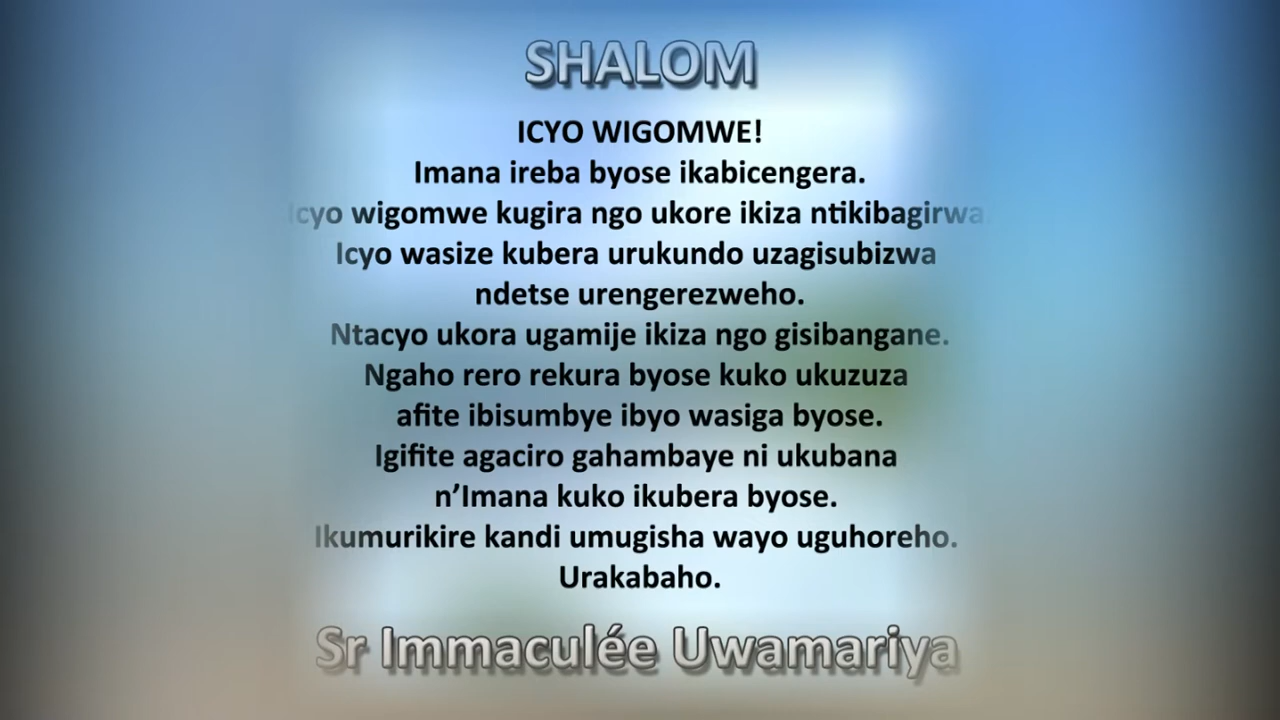 SHALOM
ICYO WIGOMWE!
Imana ireba byose ikabicengera.
Icyo wigomwe kugira ngo ukore ikiza ntikibagirwa.
Icyo wasize kubera urukundo uzagisubizwa
ndetse urengerezweho.
Ntacyo ukora ugamije ikiza ngo gisibangane.
Ngaho rero rekura byose kuko ukuzuza
afite ibisumbye ibyo wasiga byose.
Igifite agaciro gahambaye ni ukubana
n’Imana kuko ikubera byose.
Ikumurikire kandi umugisha wayo uguhoreho.
Urakabaho.
Sr Immaculée Uwamariya